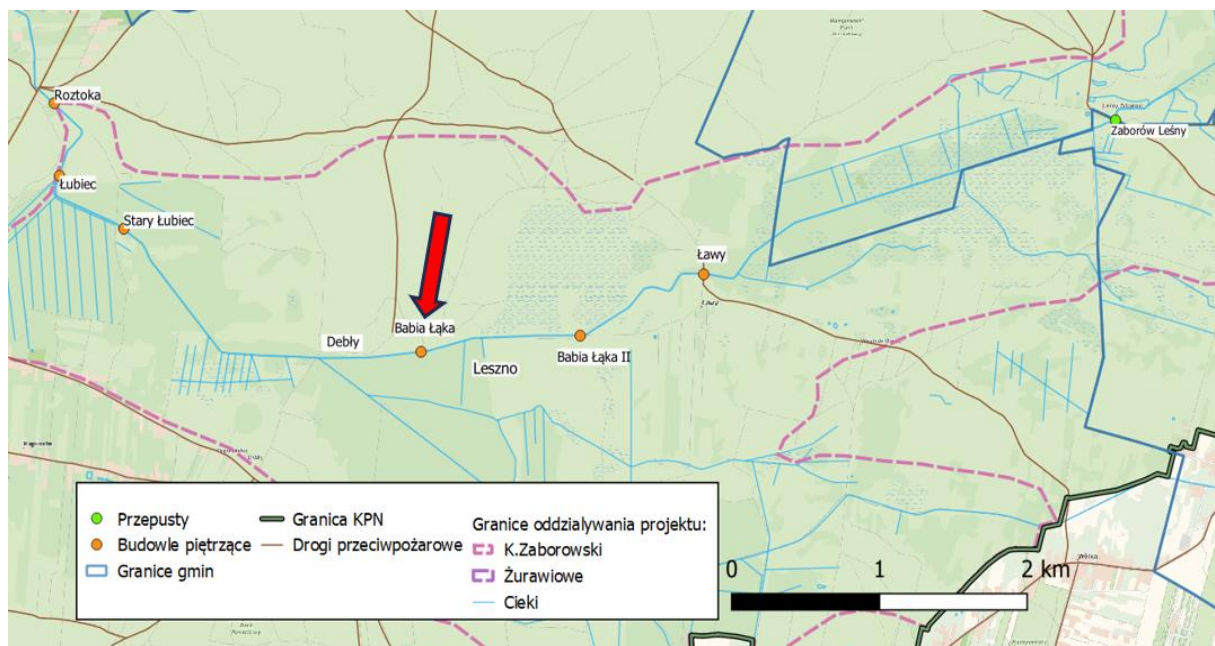 Roztoka
Zaborów Leśny
Łubiec
Stary Łubiec
Ławy
Babia Łąka
Debły
Babia Łąka II
Leszno
Przepusty
Budowle piętrzące
Granice gmin
Granica KPN
Drogi przeciwpożarowe
Granice oddzialywania projektu:
K.Zaborowski
Żurawiowe
Cieki
0 1 2 km